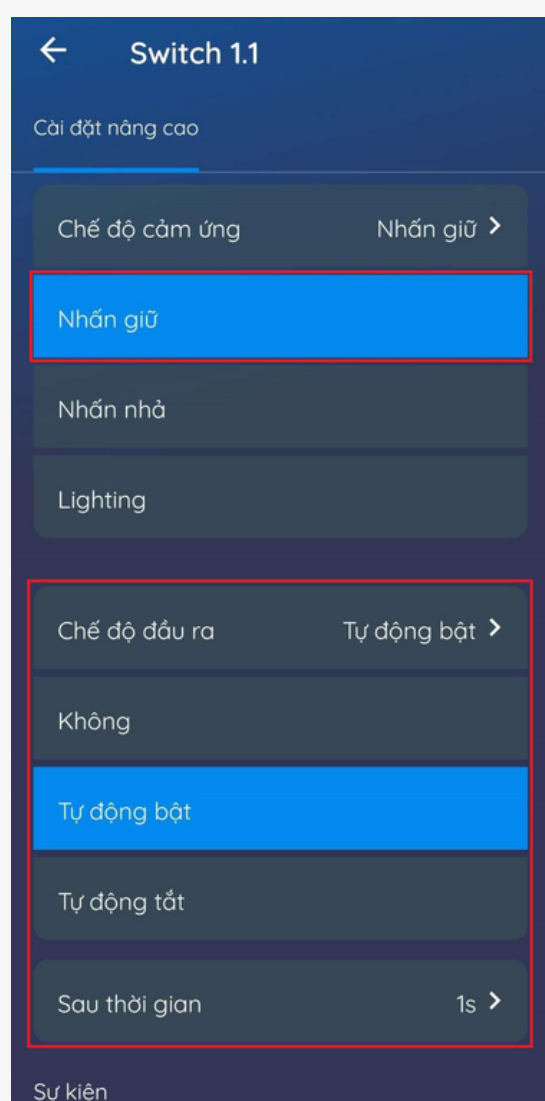 Switch 1.1
Cài đặt nâng cao
Chế độ cảm ứng Nhấn giữ
Nhấn giữ
Nhấn nhả
Lighting
Chế độ đầu ra Tự động bật
Không
Tự động bật
Tự động tắt
Sau thời gian 1s
Sự kiện